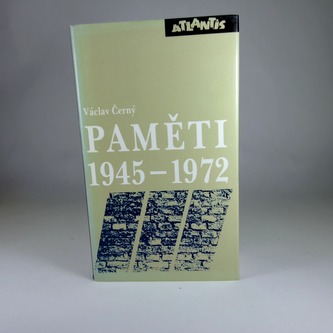 ATLANTIS
Václav Černý
PAMĚTI
1945 – 1972